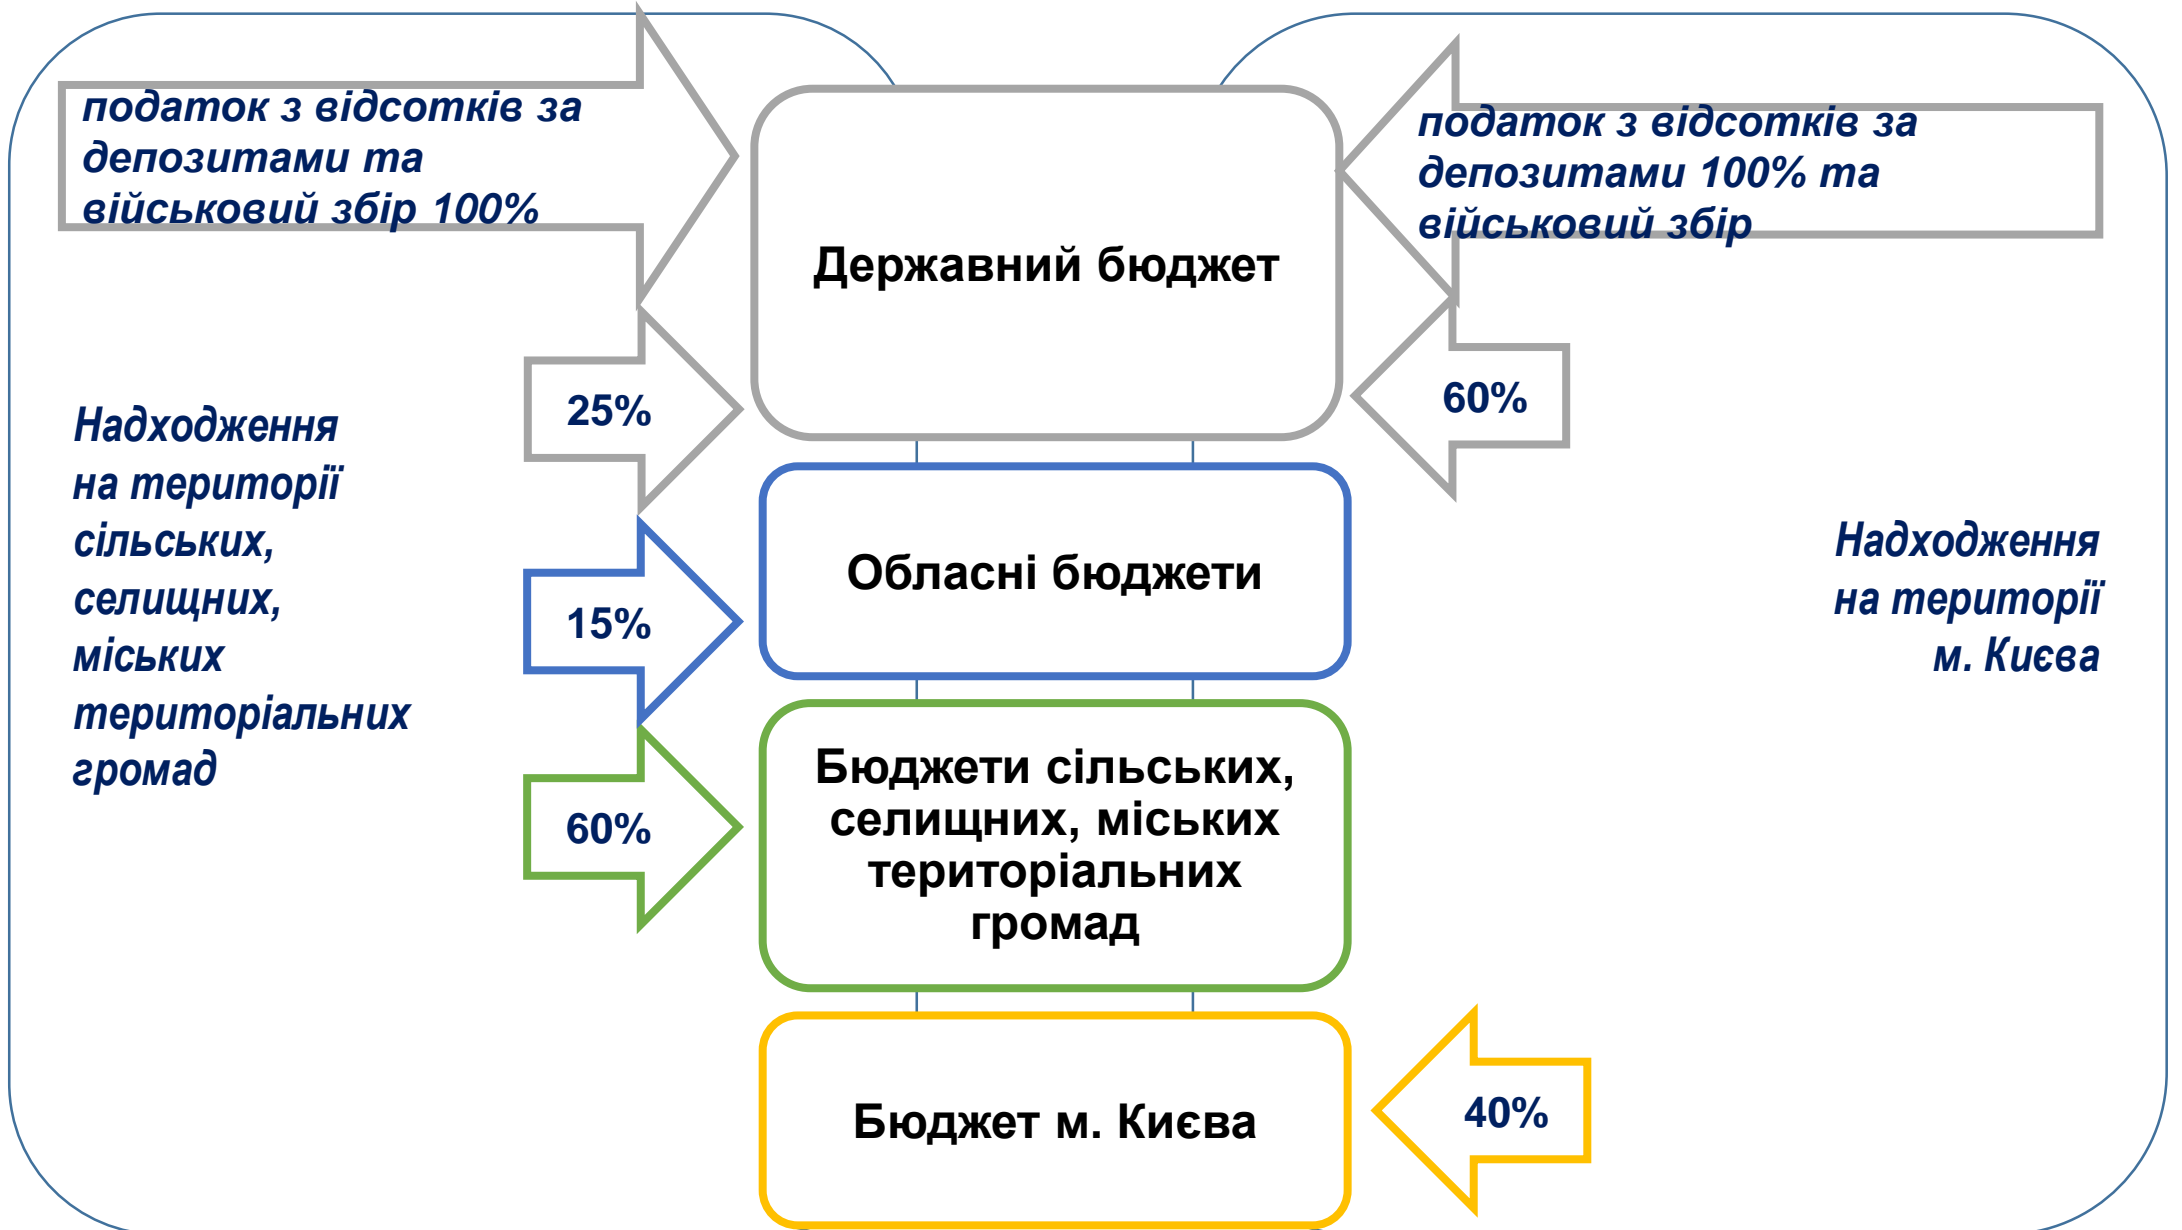 податок з відсотків за
депозитами та
військовий збір 100%
податок з відсотків за
депозитами 100% та
військовий збір
Державний бюджет
25%
60%
Надходження
на території
сільських,
селищних,
міських
територіальних
громад
15%
Обласні бюджети
Надходження
на території
м. Києва
60%
Бюджети сільських,
селищних, міських
територіальних
громад
Бюджет м. Києва
40%